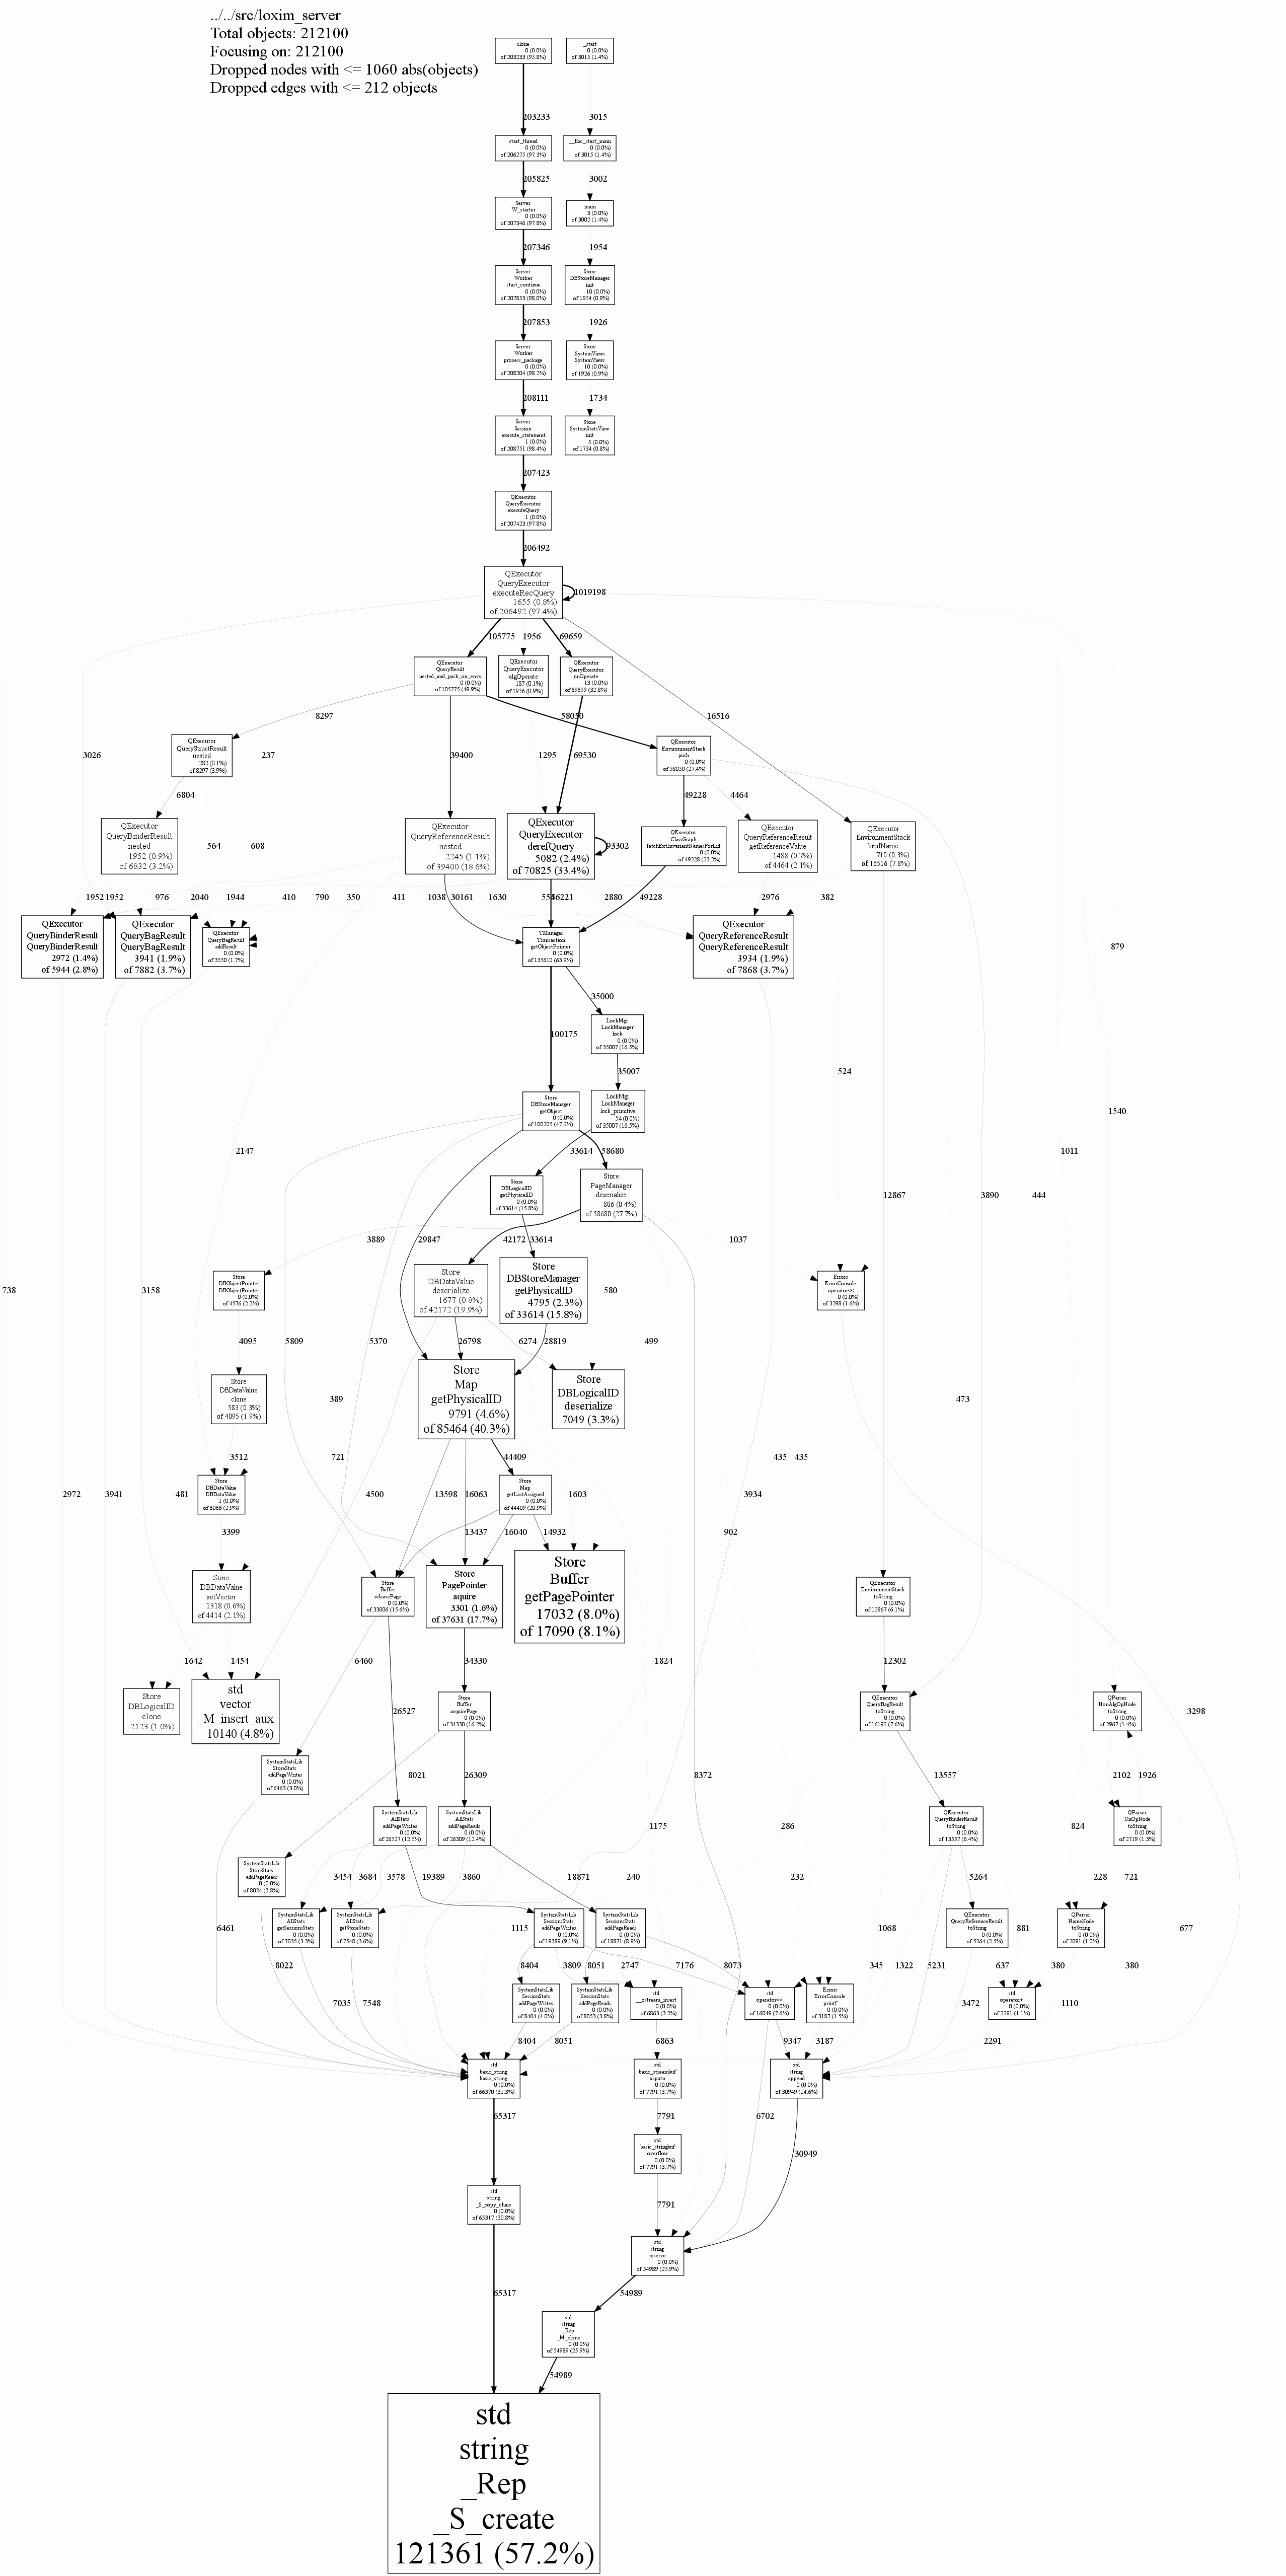 ../../src/loxim_server
Total objects: 212100
Focusing on: 212100
Dropped nodes with <= 1060 abs(objects)
Dropped edges with <= 212 objects
clone
0 (0.0%)
of 203233 (95.8%)
_start
0 (0.0%)
of 3015 (1.4%)
203233
3015
start_thread
0 (0.0%)
of 206275 (97.3%)
__libc_start_main
0 (0.0%)
of 3015 (1.4%)
205825
3002
Server
W_starter
0 (0.0%)
of 207346 (97.8%)
main
3 (0.0%)
of 3002 (1.4%)
207346
1954
Server
Worker
start_continue
0 (0.0%)
of 207853 (98.0%)
Store
DBStoreManager
init
10 (0.0%)
of 1954 (0.9%)
207853
1926
Server
Worker
process_package
0 (0.0%)
of 208204 (98.2%)
Store
SystemViews
SystemViews
10 (0.0%)
of 1926 (0.9%)
208111
1734
Server
Session
execute_statement
1 (0.0%)
of 208751 (98.4%)
Store
SystemStatsView
init
5 (0.0%)
of 1734 (0.8%)
207423
QExecutor
QueryExecutor
executeQuery
1 (0.0%)
of 207423 (97.8%)
206492
QExecutor
QueryExecutor
executeRecQuery
1655 (0.8%)
of 206492 (97.4%)
1019198
105775
1956
69659
QExecutor
QueryResult
nested_and_push_on_envs
0 (0.0%)
of 105775 (49.9%)
QExecutor
QueryExecutor
algOperate
187 (0.1%)
of 1956 (0.9%)
QExecutor
QueryExecutor
unOperate
13 (0.0%)
of 69659 (32.8%)
8297
58050
16516
QExecutor
QueryStructResult
nested
282 (0.1%)
of 8297 (3.9%)
QExecutor
EnvironmentStack
push
0 (0.0%)
of 58050 (27.4%)
3026
237
39400
1295
69530
6804
49228
4464
QExecutor
QueryBinderResult
nested
1952 (0.9%)
of 6832 (3.2%)
QExecutor
QueryReferenceResult
nested
2245 (1.1%)
of 39400 (18.6%)
QExecutor
QueryExecutor
derefQuery
5082 (2.4%)
of 70825 (33.4%)
93302
QExecutor
ClassGraph
fetchExtInvariantNamesForLid
0 (0.0%)
of 49228 (23.2%)
QExecutor
QueryReferenceResult
getReferenceValue
1488 (0.7%)
of 4464 (2.1%)
QExecutor
EnvironmentStack
bindName
710 (0.3%)
of 16516 (7.8%)
564
608
1952
1952
976
2040
1944
410
790
350
411
1038
30161
1630
56221
2880
49228
2976
382
QExecutor
QueryBinderResult
QueryBinderResult
2972 (1.4%)
of 5944 (2.8%)
QExecutor
QueryBagResult
QueryBagResult
3941 (1.9%)
of 7882 (3.7%)
QExecutor
QueryBagResult
addResult
0 (0.0%)
of 3550 (1.7%)
TManager
Transaction
getObjectPointer
0 (0.0%)
of 135610 (63.9%)
QExecutor
QueryReferenceResult
QueryReferenceResult
3934 (1.9%)
of 7868 (3.7%)
879
35000
100175
LockMgr
LockManager
lock
0 (0.0%)
of 35007 (16.5%)
35007
524
Store
DBStoreManager
getObject
0 (0.0%)
of 100205 (47.2%)
LockMgr
LockManager
lock_primitive
54 (0.0%)
of 35007 (16.5%)
1540
2147
33614
58680
1011
Store
DBLogicalID
getPhysicalID
0 (0.0%)
of 33614 (15.8%)
Store
PageManager
deserialize
806 (0.4%)
of 58680 (27.7%)
12867
3890
444
3889
29847
42172
33614
1037
738
3158
Store
DBObjectPointer
DBObjectPointer
0 (0.0%)
of 4576 (2.2%)
Store
DBDataValue
deserialize
1677 (0.8%)
of 42172 (19.9%)
Store
DBStoreManager
getPhysicalID
4795 (2.3%)
of 33614 (15.8%)
580
Errors
ErrorConsole
operator<<
0 (0.0%)
of 3298 (1.6%)
4095
5809
5370
26798
6274
28819
499
Store
DBDataValue
clone
583 (0.3%)
of 4095 (1.9%)
389
Store
Map
getPhysicalID
9791 (4.6%)
of 85464 (40.3%)
Store
DBLogicalID
deserialize
7049 (3.3%)
473
3512
721
44409
435
435
2972
3941
481
Store
DBDataValue
DBDataValue
1 (0.0%)
of 6066 (2.9%)
4500
13598
16063
Store
Map
getLastAssigned
0 (0.0%)
of 44409 (20.9%)
1603
3934
3399
13437
16040
14932
902
Store
DBDataValue
setVector
1318 (0.6%)
of 4414 (2.1%)
Store
Buffer
releasePage
0 (0.0%)
of 33006 (15.6%)
Store
PagePointer
aquire
3301 (1.6%)
of 37631 (17.7%)
Store
Buffer
getPagePointer
17032 (8.0%)
of 17090 (8.1%)
QExecutor
EnvironmentStack
toString
0 (0.0%)
of 12867 (6.1%)
1642
1454
6460
34330
1824
12302
Store
DBLogicalID
clone
2123 (1.0%)
std
vector
_M_insert_aux
10140 (4.8%)
26527
Store
Buffer
acquirePage
0 (0.0%)
of 34330 (16.2%)
QExecutor
QueryBagResult
toString
0 (0.0%)
of 16192 (7.6%)
QParser
NonAlgOpNode
toString
0 (0.0%)
of 2967 (1.4%)
3298
SystemStatsLib
StoreStats
addPageWrites
0 (0.0%)
of 6463 (3.0%)
8021
26309
8372
13557
2102
1926
SystemStatsLib
AllStats
addPageWrites
0 (0.0%)
of 26527 (12.5%)
SystemStatsLib
AllStats
addPageReads
0 (0.0%)
of 26309 (12.4%)
1175
286
QExecutor
QueryBinderResult
toString
0 (0.0%)
of 13557 (6.4%)
824
QParser
UnOpNode
toString
0 (0.0%)
of 2719 (1.3%)
SystemStatsLib
StoreStats
addPageReads
0 (0.0%)
of 8024 (3.8%)
3454
3684
3578
19389
3860
18871
240
232
5264
228
721
6461
SystemStatsLib
AllStats
getSessionsStats
0 (0.0%)
of 7035 (3.3%)
SystemStatsLib
AllStats
getStoreStats
0 (0.0%)
of 7548 (3.6%)
1115
SystemStatsLib
SessionsStats
addPageWrites
0 (0.0%)
of 19389 (9.1%)
SystemStatsLib
SessionsStats
addPageReads
0 (0.0%)
of 18871 (8.9%)
1068
QExecutor
QueryReferenceResult
toString
0 (0.0%)
of 5264 (2.5%)
881
QParser
NameNode
toString
0 (0.0%)
of 2091 (1.0%)
677
8022
8404
3809
8051
2747
7176
8073
345
1322
5231
637
380
380
7035
7548
SystemStatsLib
SessionStats
addPageWrites
0 (0.0%)
of 8404 (4.0%)
SystemStatsLib
SessionStats
addPageReads
0 (0.0%)
of 8053 (3.8%)
std
__ostream_insert
0 (0.0%)
of 6863 (3.2%)
std
operator>>
0 (0.0%)
of 16049 (7.6%)
Errors
ErrorConsole
printf
0 (0.0%)
of 3187 (1.5%)
3472
std
operator+
0 (0.0%)
of 2291 (1.1%)
1110
8404
8051
6863
9347
3187
2291
std
basic_string
basic_string
0 (0.0%)
of 66370 (31.3%)
std
basic_streambuf
xsputn
0 (0.0%)
of 7791 (3.7%)
std
string
append
0 (0.0%)
of 30949 (14.6%)
65317
7791
6702
std
basic_stringbuf
overflow
0 (0.0%)
of 7791 (3.7%)
30949
std
string
_S_copy_chars
0 (0.0%)
of 65317 (30.8%)
7791
std
string
reserve
0 (0.0%)
of 54989 (25.9%)
65317
54989
std
string
_Rep
_M_clone
0 (0.0%)
of 54989 (25.9%)
54989
std
string
_Rep
_S_create
121361 (57.2%)